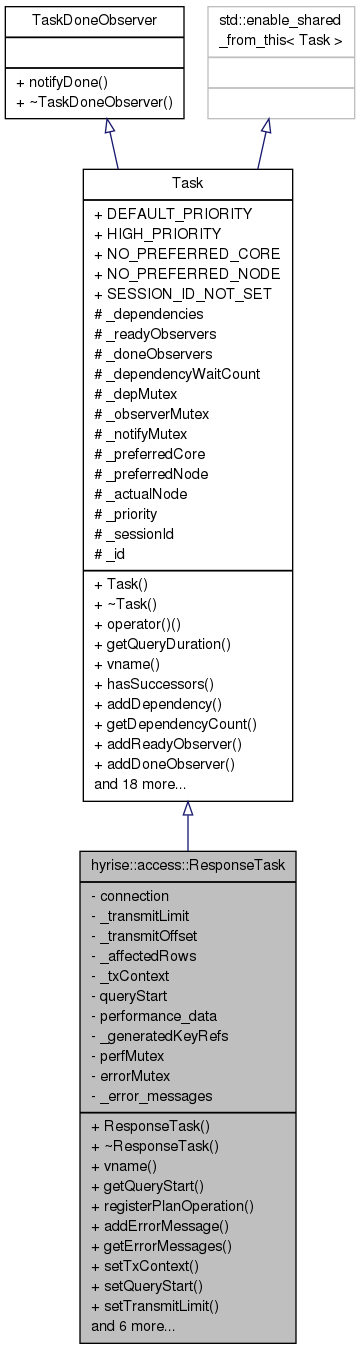 TaskDoneObserver
+ notifyDone()
+ ~TaskDoneObserver()
std::enable_shared
_from_this< Task >
Task
+ DEFAULT_PRIORITY
+ HIGH_PRIORITY
+ NO_PREFERRED_CORE
+ NO_PREFERRED_NODE
+ SESSION_ID_NOT_SET
# _dependencies
# _readyObservers
# _doneObservers
# _dependencyWaitCount
# _depMutex
# _observerMutex
# _notifyMutex
# _preferredCore
# _preferredNode
# _actualNode
# _priority
# _sessionId
# _id
+ Task()
+ ~Task()
+ operator()()
+ getQueryDuration()
+ vname()
+ hasSuccessors()
+ addDependency()
+ getDependencyCount()
+ addReadyObserver()
+ addDoneObserver()
and 18 more...
hyrise::access::ResponseTask
- connection
- _transmitLimit
- _transmitOffset
- _affectedRows
- _txContext
- queryStart
- performance_data
- _generatedKeyRefs
- perfMutex
- errorMutex
- _error_messages
+ ResponseTask()
+ ~ResponseTask()
+ vname()
+ getQueryStart()
+ registerPlanOperation()
+ addErrorMessage()
+ getErrorMessages()
+ setTxContext()
+ setQueryStart()
+ setTransmitLimit()
and 6 more...